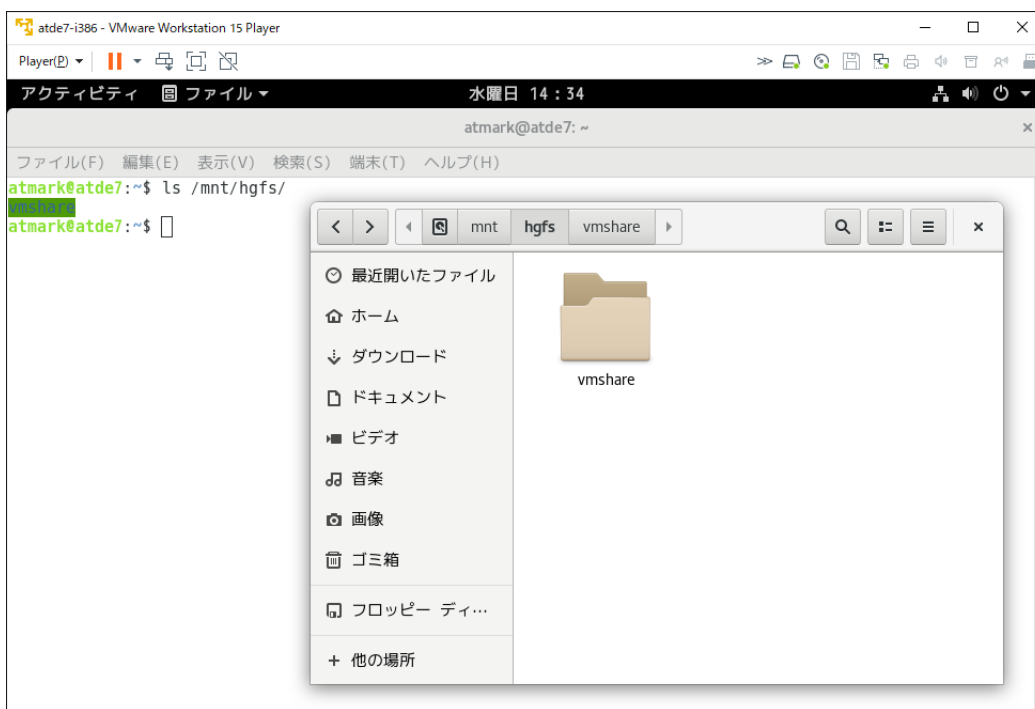 atde7-i386 - VMware Workstation 15 Player
Player(P)
アクティビティ ファイル 水曜日 14：34
atmark@atde7: ~
ファイル(F) 編集(E) 表示(V) 検索(S) 端末(T) ヘルプ(H)
atmark@atde7:~$ ls /mnt/hgfs/
vmshare
atmark@atde7:~$
mnt hgfs vmshare
最近開いたファイル
ホーム
ダウンロード
ドキュメント
ビデオ
音楽
画像
ゴミ箱
フロッピー ディ…
他の場所
vmshare